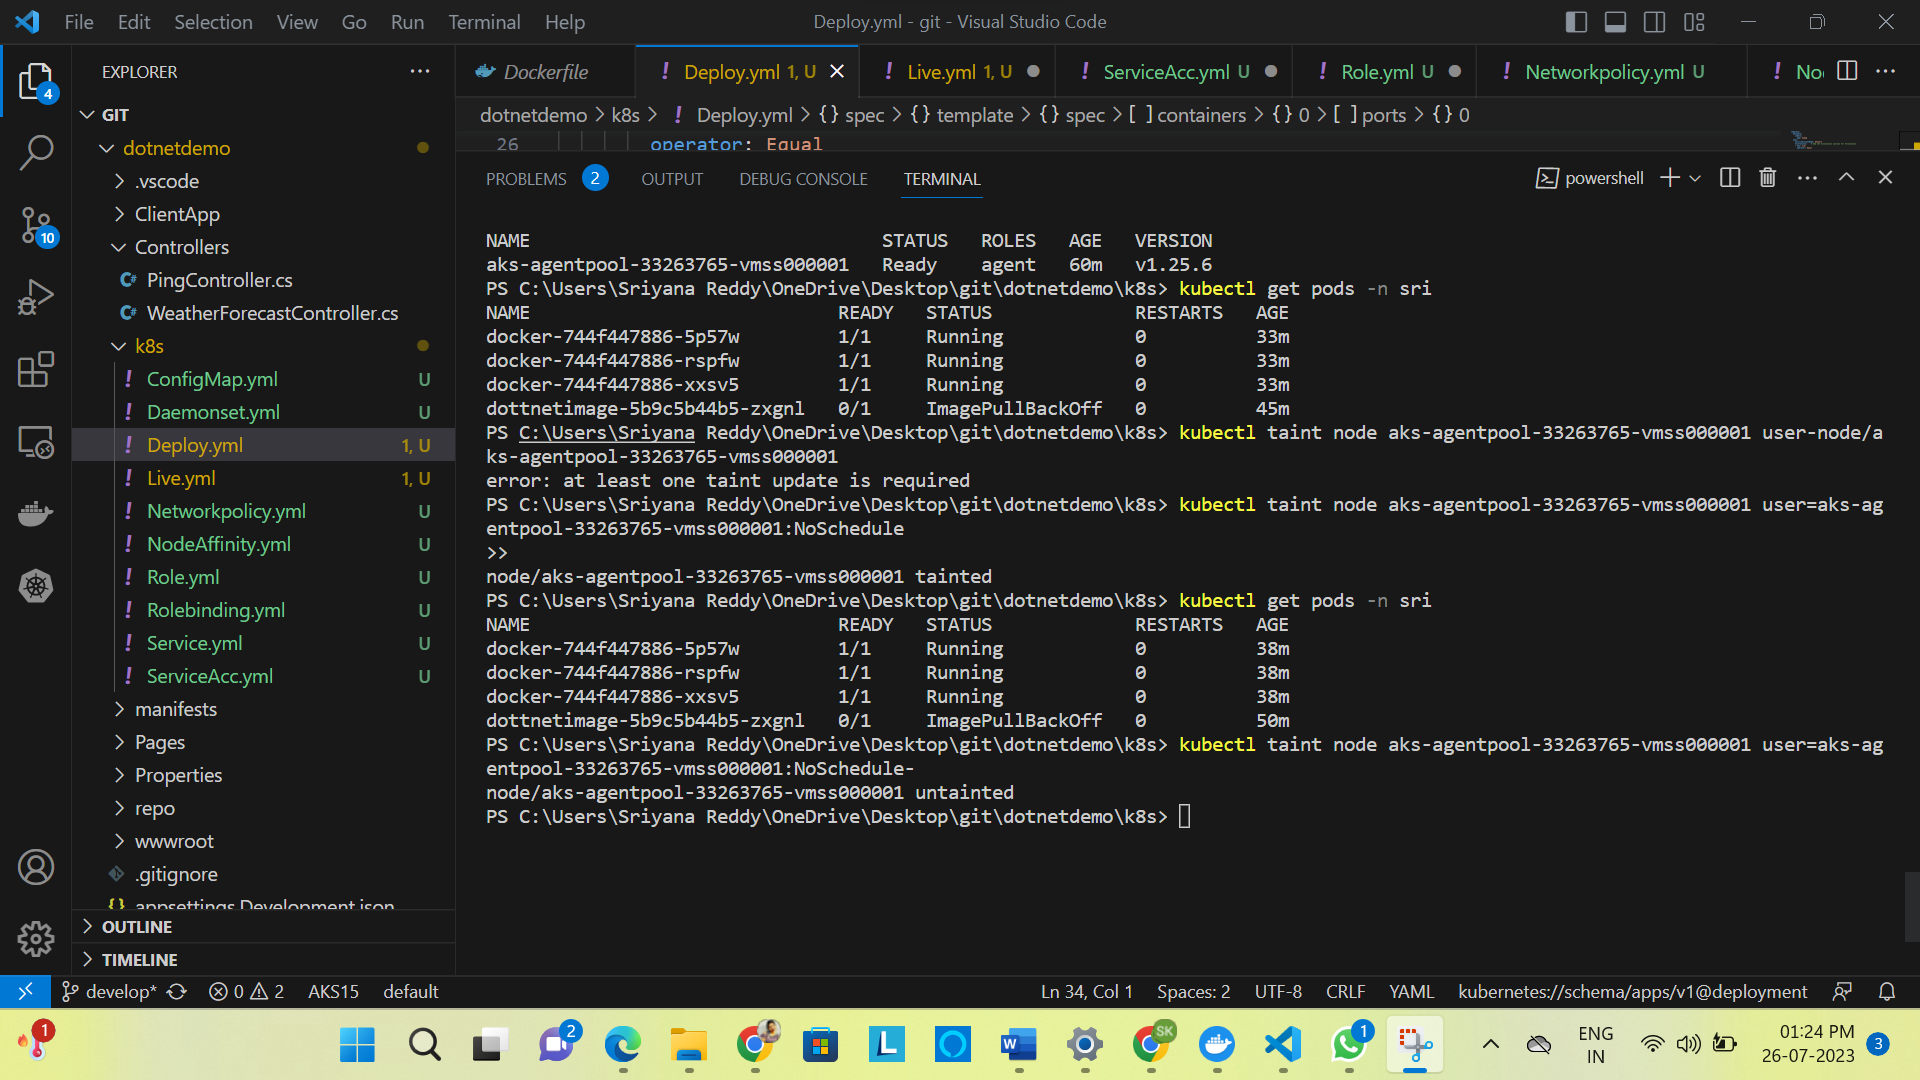 File Edit Selection View Go Run Terminal Help
Deploy.yml - git - Visual Studio Code
EXPLORER
Dockerfile
Deploy.yml 1, U
Live.yml 1, U
ServiceAcc.yml U
Role.yml U
Networkpolicy.yml U
dotnetdemo > k8s > ! Deploy.yml > {} spec > {} template > {} spec > [ ] containers > {} 0 > [ ] ports > {} 0
26 operator: Equal
4
10
GIT
dotnetdemo
.vscode
ClientApp
Controllers
PingController.cs
WeatherForecastController.cs
k8s
ConfigMap.yml U
Daemonset.yml U
Deploy.yml 1, U
Live.yml 1, U
Networkpolicy.yml U
NodeAffinity.yml U
Role.yml U
Rolebinding.yml U
Service.yml U
ServiceAcc.yml U
manifests
Pages
Properties
repo
wwwroot
.gitignore
appsettings.Development.json
OUTLINE
TIMELINE
PROBLEMS 2 OUTPUT DEBUG CONSOLE TERMINAL
powershell
NAME STATUS ROLES AGE VERSION
aks-agentpool-33263765-vmss000001 Ready agent 60m v1.25.6
PS C:\Users\Sriyana Reddy\OneDrive\Desktop\git\dotnetdemo\k8s> kubectl get pods -n sri
NAME READY STATUS RESTARTS AGE
docker-744f447886-5p57w 1/1 Running 0 33m
docker-744f447886-rspfw 1/1 Running 0 33m
docker-744f447886-xxsv5 1/1 Running 0 33m
dottnetimage-5b9c5b44b5-zxgnl 0/1 ImagePullBackOff 0 45m
PS C:\Users\Sriyana Reddy\OneDrive\Desktop\git\dotnetdemo\k8s> kubectl taint node aks-agentpool-33263765-vmss000001 user-node/a
ks-agentpool-33263765-vmss000001
error: at least one taint update is required
PS C:\Users\Sriyana Reddy\OneDrive\Desktop\git\dotnetdemo\k8s> kubectl taint node aks-agentpool-33263765-vmss000001 user=aks-ag
entpool-33263765-vmss000001:NoSchedule
>>
node/aks-agentpool-33263765-vmss000001 tainted
PS C:\Users\Sriyana Reddy\OneDrive\Desktop\git\dotnetdemo\k8s> kubectl get pods -n sri
NAME READY STATUS RESTARTS AGE
docker-744f447886-5p57w 1/1 Running 0 38m
docker-744f447886-rspfw 1/1 Running 0 38m
docker-744f447886-xxsv5 1/1 Running 0 38m
dottnetimage-5b9c5b44b5-zxgnl 0/1 ImagePullBackOff 0 50m
PS C:\Users\Sriyana Reddy\OneDrive\Desktop\git\dotnetdemo\k8s> kubectl taint node aks-agentpool-33263765-vmss000001 user=aks-ag
entpool-33263765-vmss000001:NoSchedule-
node/aks-agentpool-33263765-vmss000001 untainted
PS C:\Users\Sriyana Reddy\OneDrive\Desktop\git\dotnetdemo\k8s>
develop* 0 2 AKS15 default
Ln 34, Col 1 Spaces: 2 UTF-8 CRLF YAML kubernetes://schema/apps/v1@deployment
1
2
L
W
SK
1
ENG
IN
01:24 PM
26-07-2023
3